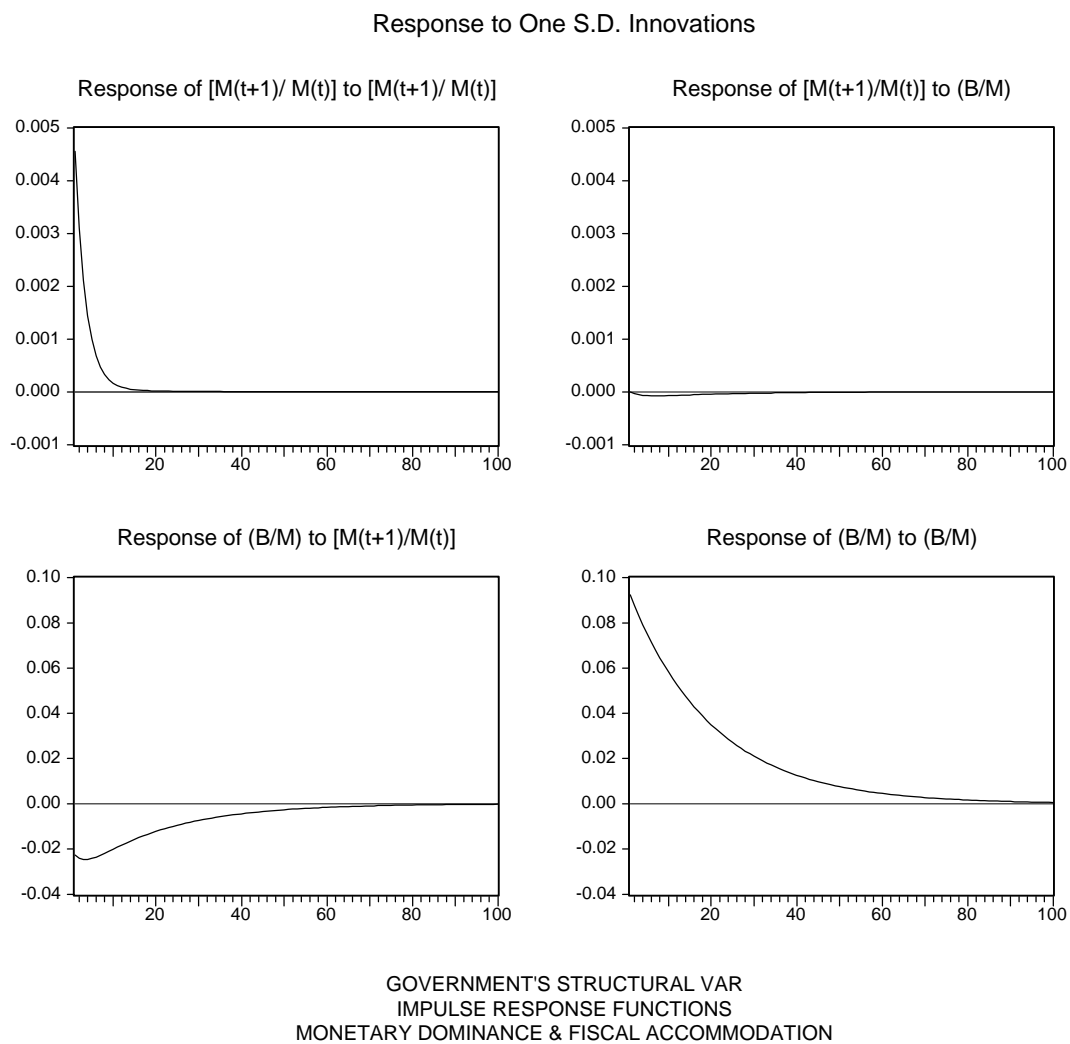 Response to One S.D. Innovations
Response of [M(t+1)/ M(t)] to [M(t+1)/ M(t)]
0.005
0.004
0.003
0.002
0.001
0.000
-0.001
20 40 60 80 100
Response of [M(t+1)/M(t)] to (B/M)
0.005
0.004
0.003
0.002
0.001
0.000
-0.001
20 40 60 80 100
Response of (B/M) to [M(t+1)/M(t)]
0.10
0.08
0.06
0.04
0.02
0.00
-0.02
-0.04
20 40 60 80 100
Response of (B/M) to (B/M)
0.10
0.08
0.06
0.04
0.02
0.00
-0.02
-0.04
20 40 60 80 100
GOVERNMENT'S STRUCTURAL VAR
IMPULSE RESPONSE FUNCTIONS
MONETARY DOMINANCE & FISCAL ACCOMMODATION